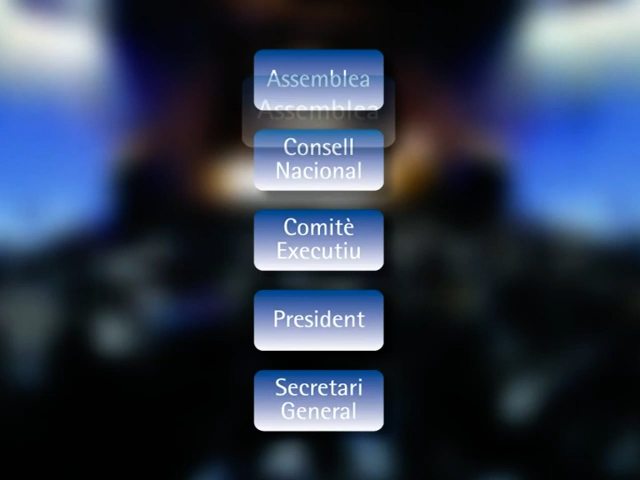 Assemblea
Assemblea
Consell
Nacional
Comitè
Executiu
President
Secretari
General